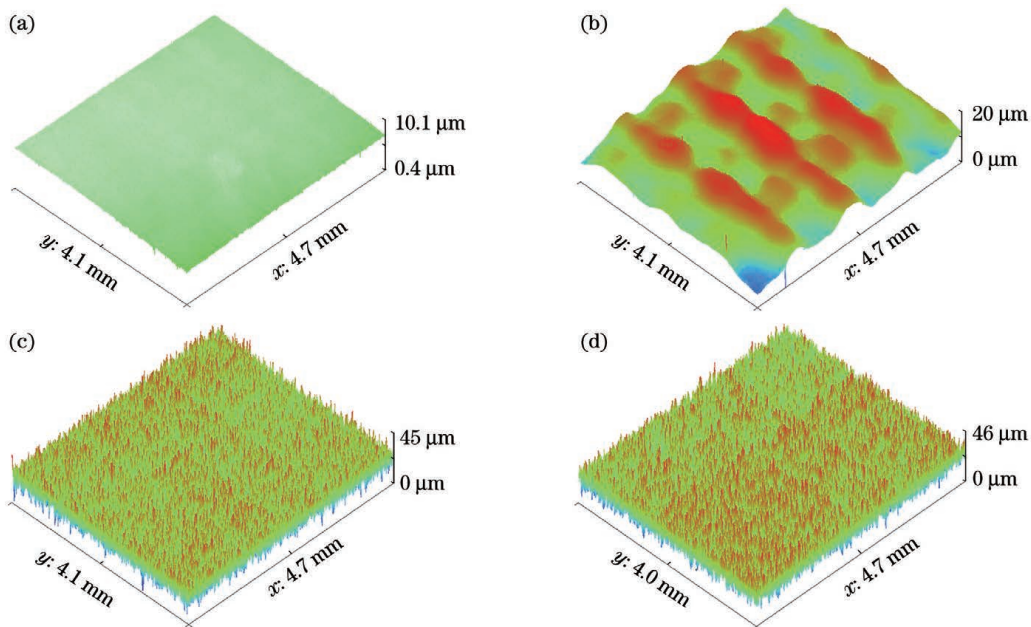 (a)
10.1 μm
0.4 μm
y: 4.1 mm
x: 4.7 mm
(b)
20 μm
0 μm
y: 4.1 mm
x: 4.7 mm
(c)
45 μm
0 μm
y: 4.1 mm
x: 4.7 mm
(d)
46 μm
0 μm
y: 4.0 mm
x: 4.7 mm